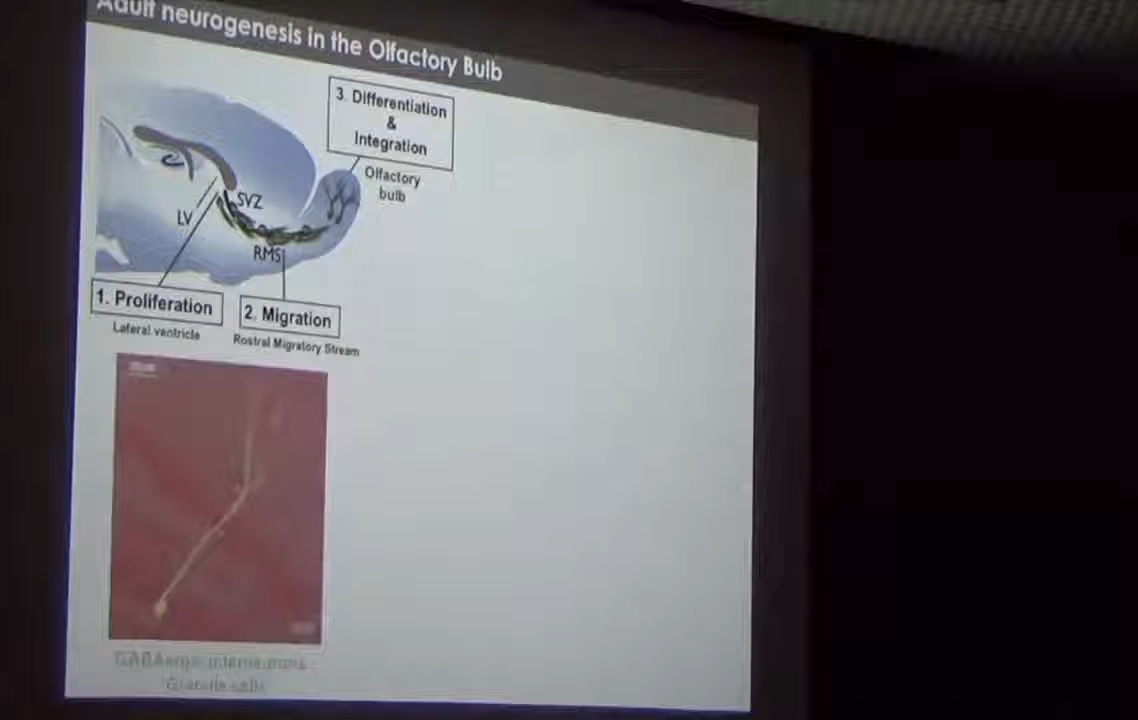 Adult neurogenesis in the Olfactory Bulb
3. Differentiation
&
Integration
Olfactory
bulb
SVZ
LV
RMS
1. Proliferation
2. Migration
Lateral ventricle
Rostral Migratory Stream
GABAergic interneurons
Granule cells